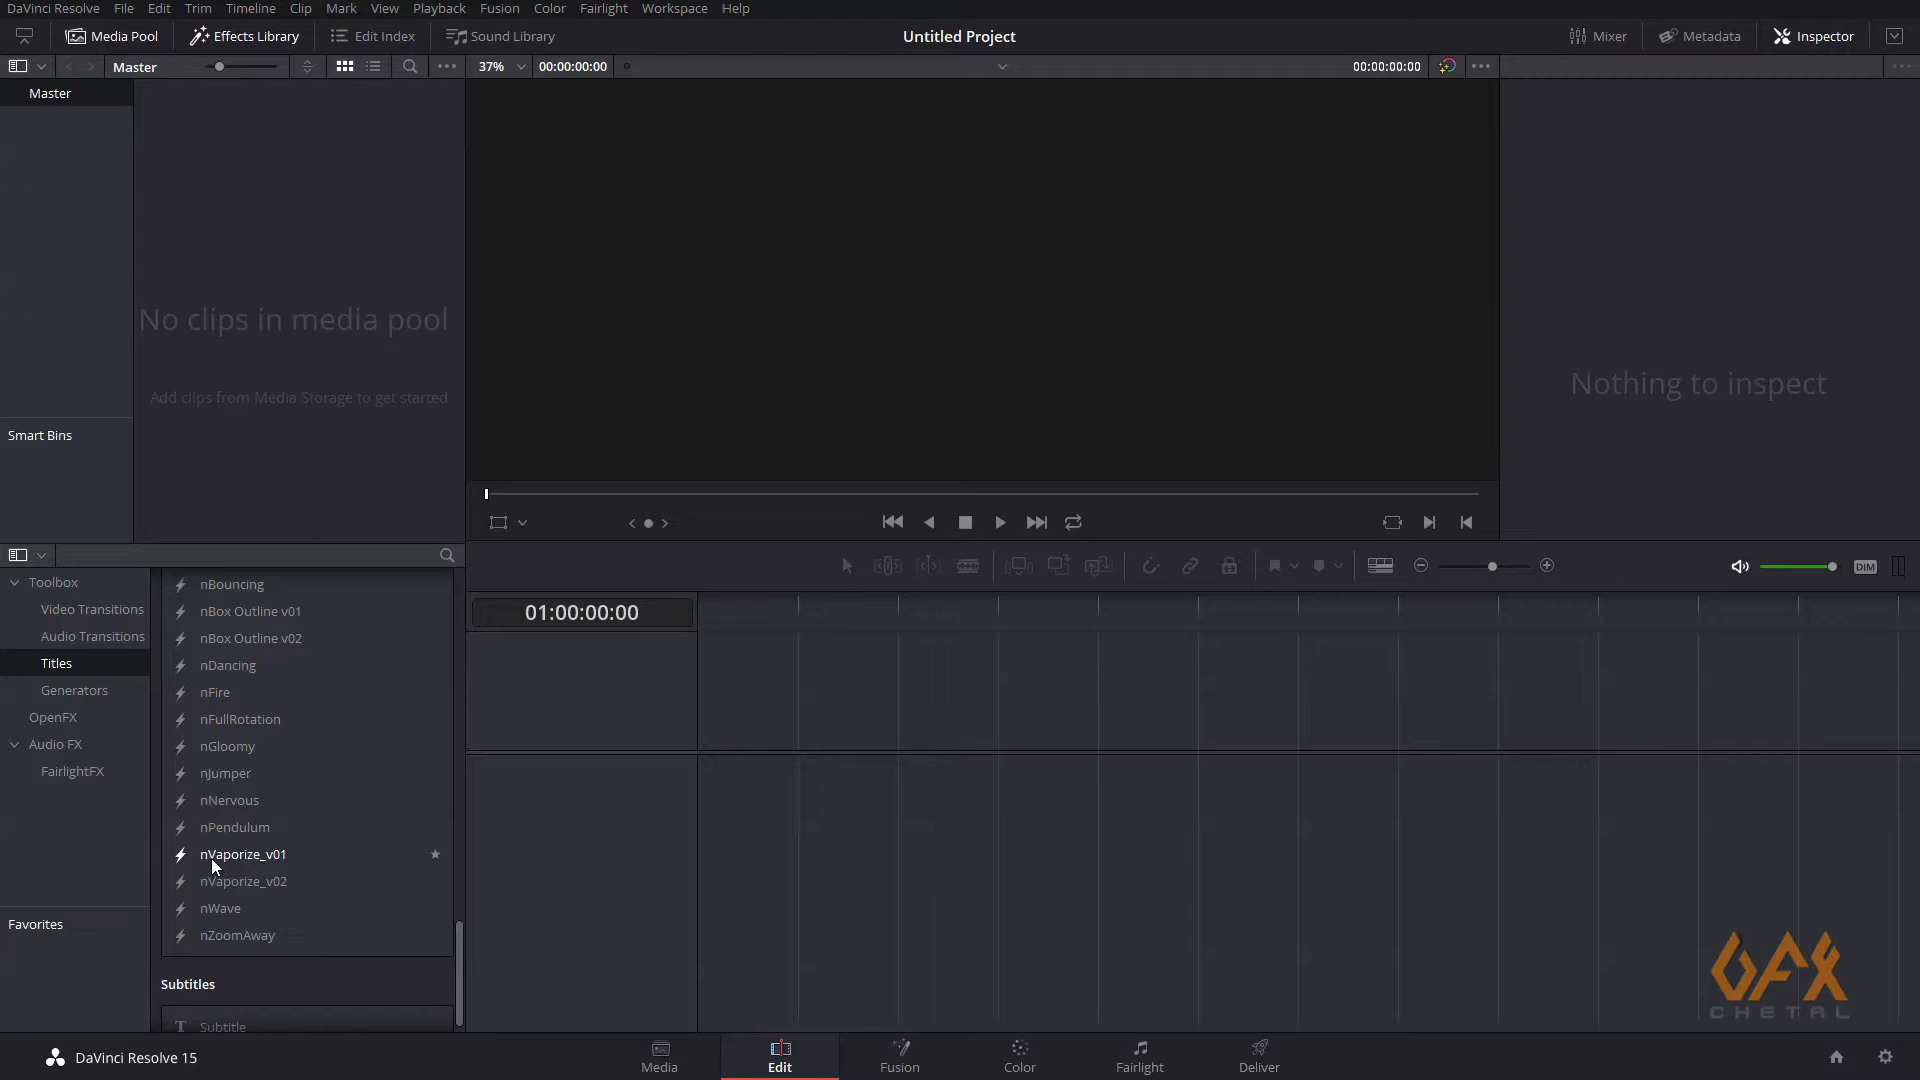 DaVinci Resolve File Edit Trim Timeline Clip Mark View Playback Fusion Color Fairlight Workspace Help
Media Pool Effects Library Edit Index Sound Library Untitled Project Mixer Metadata Inspector
Master 37% 00:00:00:00 00:00:00:00
Master
No clips in media pool
Add clips from Media Storage to get started
Nothing to inspect
Smart Bins
Toolbox
Video Transitions
Audio Transitions
Titles
Generators
OpenFX
Audio FX
FairlightFX
Favorites
nBouncing
nBox Outline v01
nBox Outline v02
nDancing
nFire
nFullRotation
nGloomy
nJumper
nNervous
nPendulum
nVaporize_v01
nVaporize_v02
nWave
nZoomAway
Subtitles
T Subtitle
DIM
01:00:00:00
GFX
CHETAL
DaVinci Resolve 15
Media Edit Fusion Color Fairlight Deliver